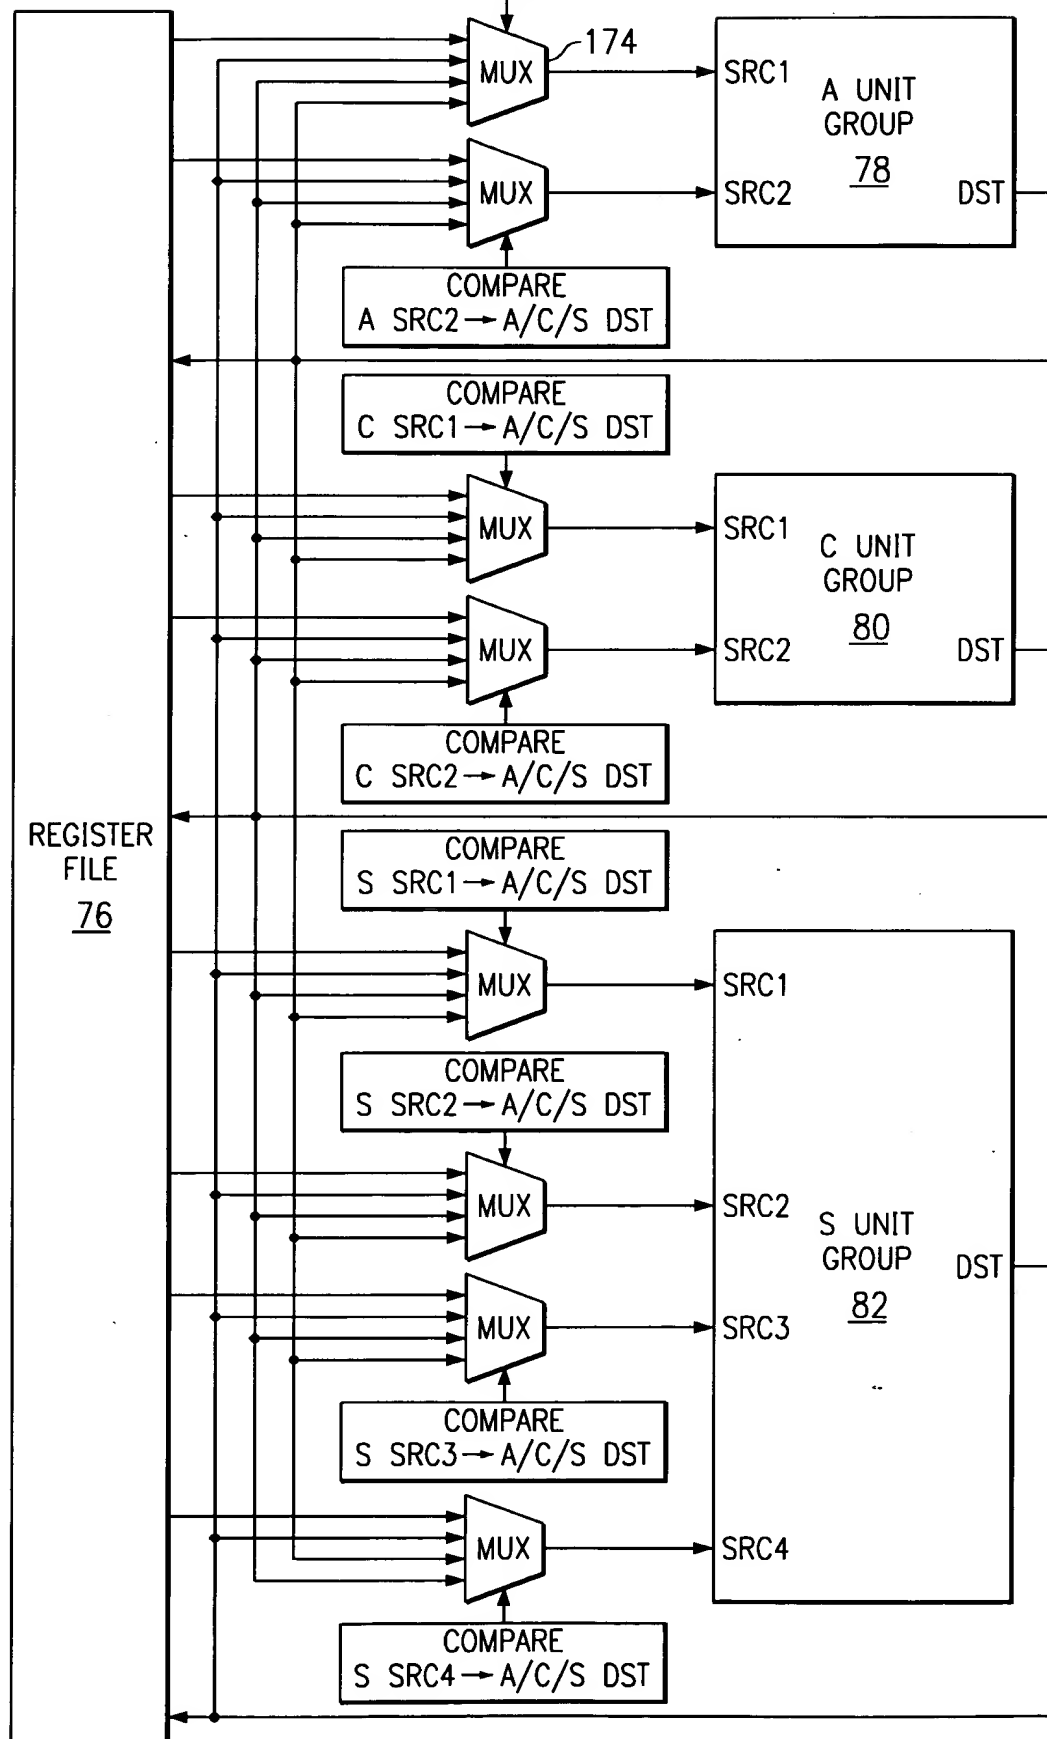 174
MUX
SRC1
A UNIT
GROUP
78
MUX
SRC2
DST
COMPARE
A SRC2→A/C/S DST
COMPARE
C SRC1→A/C/S DST
MUX
SRC1
C UNIT
GROUP
80
MUX
SRC2
DST
COMPARE
C SRC2→A/C/S DST
REGISTER
FILE
76
COMPARE
S SRC1→A/C/S DST
MUX
SRC1
COMPARE
S SRC2→A/C/S DST
MUX
SRC2
S UNIT
GROUP
82
DST
MUX
SRC3
COMPARE
S SRC3→A/C/S DST
MUX
SRC4
COMPARE
S SRC4→A/C/S DST